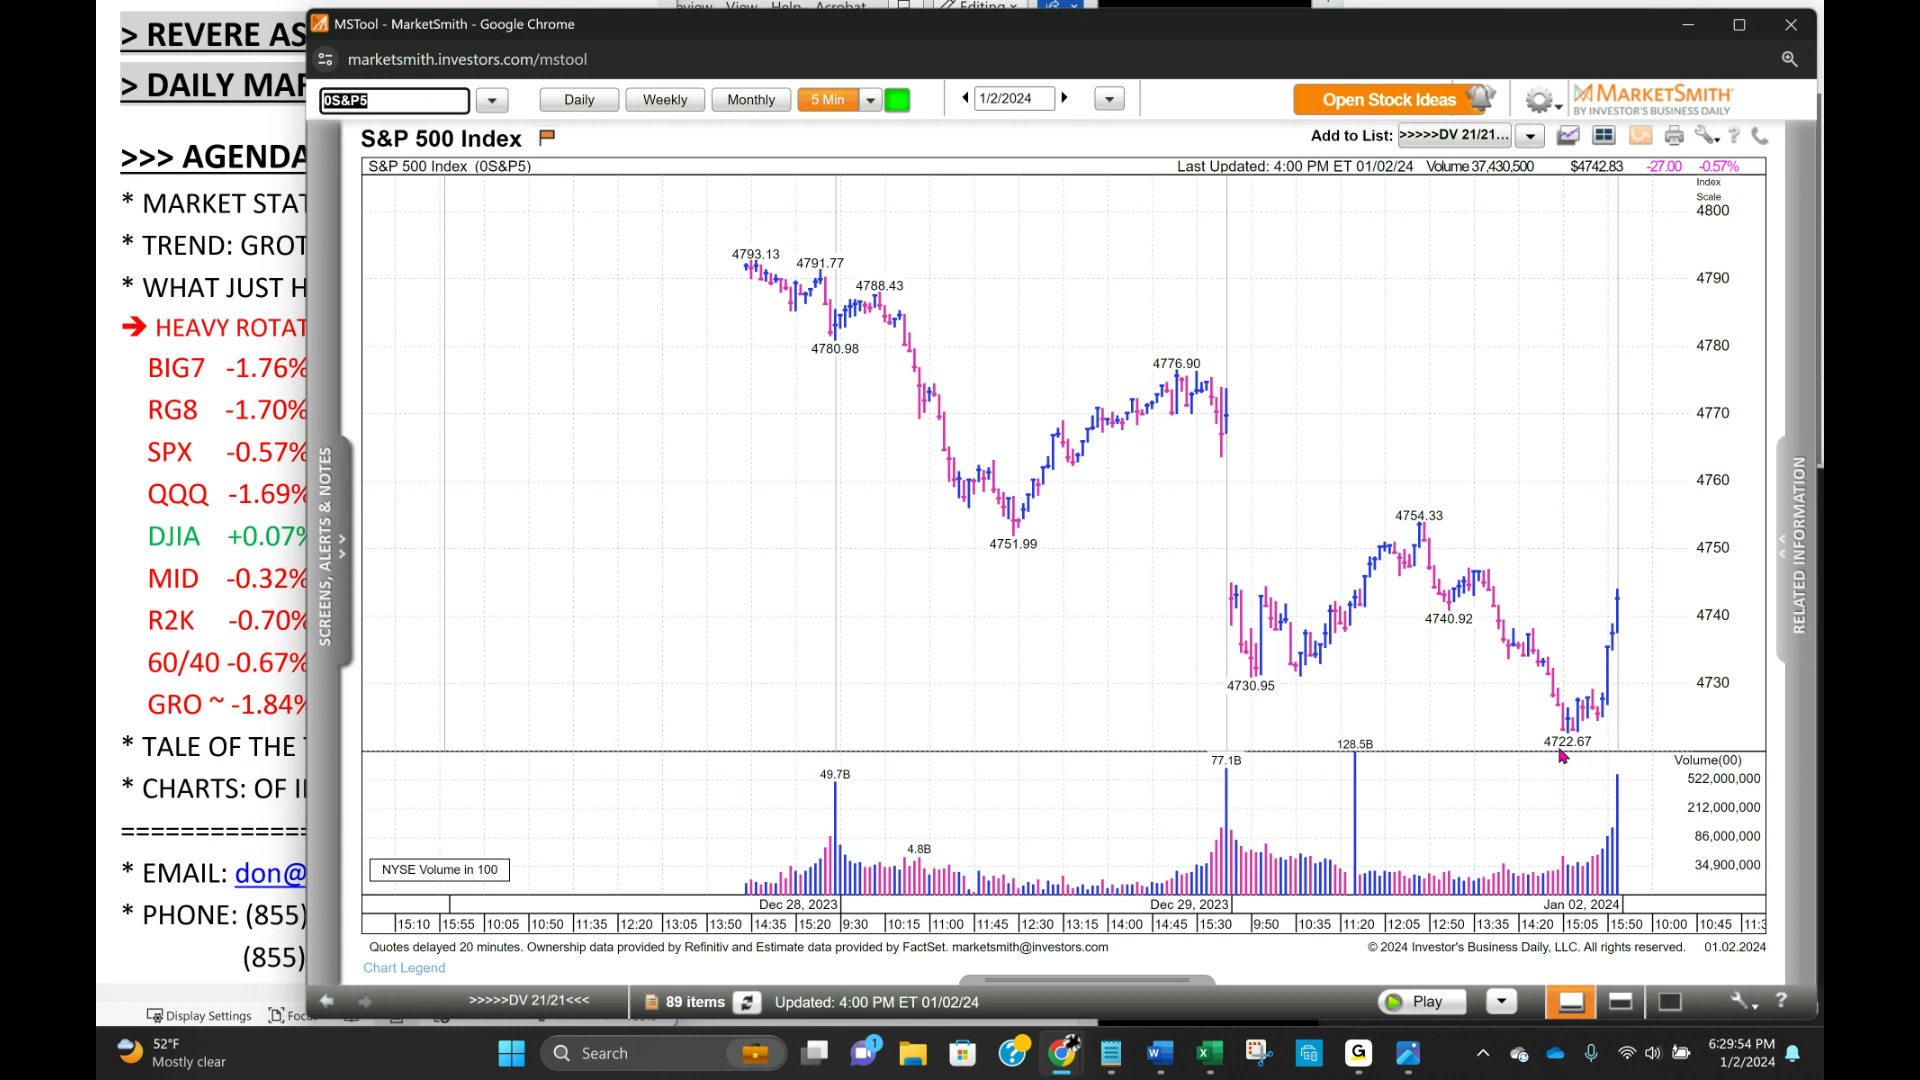 > REVERE AS
> DAILY MAR
>>> AGENDA
* MARKET STAT
* TREND: GROT
* WHAT JUST H
➔ HEAVY ROTAT
BIG7 -1.76%
RG8 -1.70%
SPX -0.57%
QQQ -1.69%
DJIA +0.07%
MID -0.32%
R2K -0.70%
60/40 -0.67%
GRO ~ -1.84%
* TALE OF THE
* CHARTS: OF I
* EMAIL: don@
* PHONE: (855)
(855)
Display Settings
View Help Acrobat
Editing
MSTool - MarketSmith - Google Chrome
marketsmith.investors.com/mstool
0S&P5
Daily Weekly Monthly 5 Min 1/2/2024
Open Stock Ideas
MARKETSMITH
BY INVESTOR'S BUSINESS DAILY
S&P 500 Index
Add to List: >>>>>DV 21/21...
S&P 500 Index (0S&P5)
Last Updated: 4:00 PM ET 01/02/24 Volume 37,430,500 $4742.83 -27.00 -0.57%
Index
Scale
4800
4790
4780
4770
4760
4750
4740
4730
4793.13
4791.77
4788.43
4780.98
4776.90
4751.99
4754.33
4740.92
4730.95
4722.67
Volume(00)
522,000,000
212,000,000
86,000,000
34,900,000
49.7B
4.8B
77.1B
128.5B
NYSE Volume in 100
Dec 28, 2023 Dec 29, 2023 Jan 02, 2024
15:10 15:55 10:05 10:50 11:35 12:20 13:05 13:50 14:35 15:20 9:30 10:15 11:00 11:45 12:30 13:15 14:00 14:45 15:30 9:50 10:35 11:20 12:05 12:50 13:35 14:20 15:05 15:50 10:00 10:45 11:3
Quotes delayed 20 minutes. Ownership data provided by Refinitiv and Estimate data provided by FactSet. marketsmith@investors.com
© 2024 Investor's Business Daily, LLC. All rights reserved. 01.02.2024
Chart Legend
SCREENS, ALERTS & NOTES
RELATED INFORMATION
>>>>>DV 21/21<<<
89 items
Updated: 4:00 PM ET 01/02/24
Play
52°F
Mostly clear
Search
1
6:29:54 PM
1/2/2024